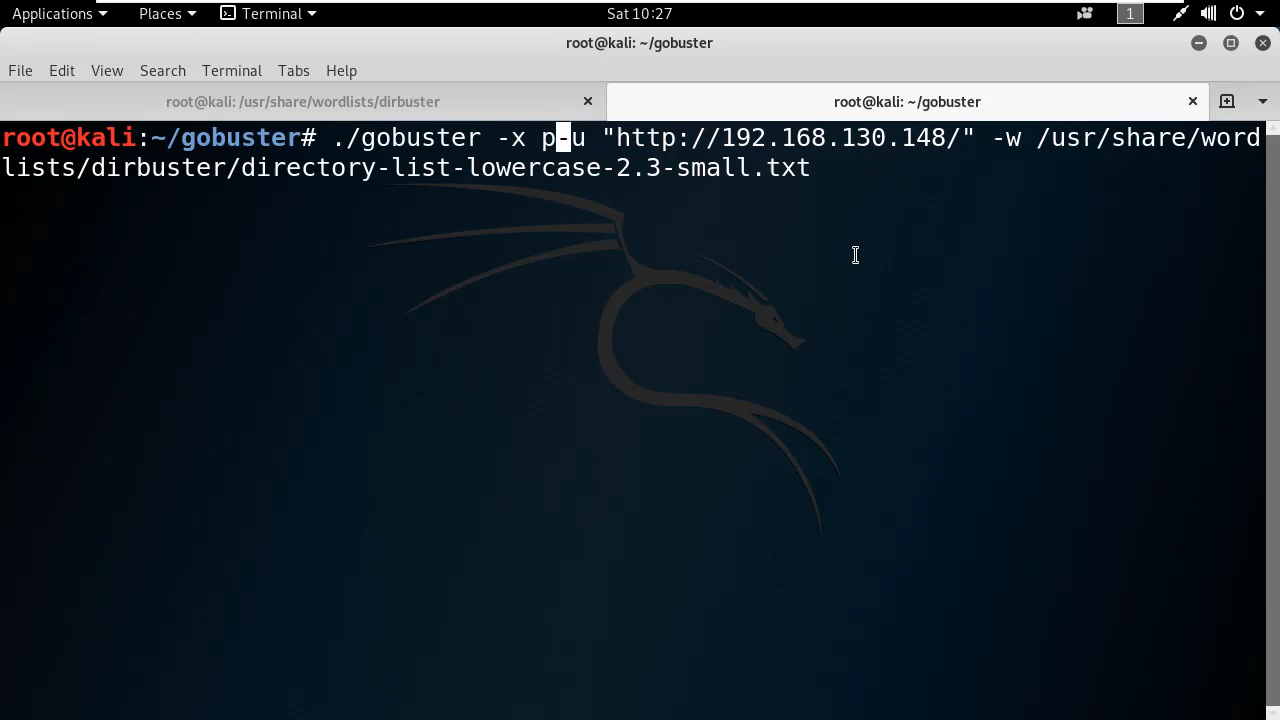 Applications Places Terminal Sat 10:27 1
root@kali: ~/gobuster
File Edit View Search Terminal Tabs Help
root@kali: /usr/share/wordlists/dirbuster × root@kali: ~/gobuster ×
root@kali:~/gobuster# ./gobuster -x p-u "http://192.168.130.148/" -w /usr/share/word
lists/dirbuster/directory-list-lowercase-2.3-small.txt